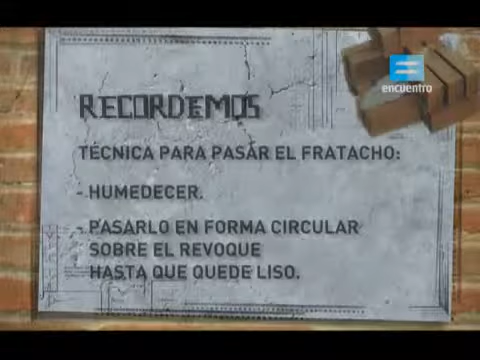 encuentro
RECORDEMOS
TÉCNICA PARA PASAR EL FRATACHO:
- HUMEDECER.
- PASARLO EN FORMA CIRCULAR
SOBRE EL REVOQUE
HASTA QUE QUEDE LISO.